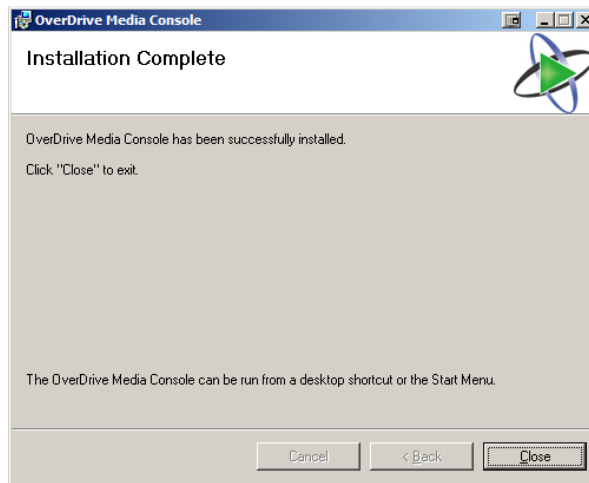 OverDrive Media Console
Installation Complete
OverDrive Media Console has been successfully installed.
Click "Close" to exit.
The OverDrive Media Console can be run from a desktop shortcut or the Start Menu.
Cancel < Back Close